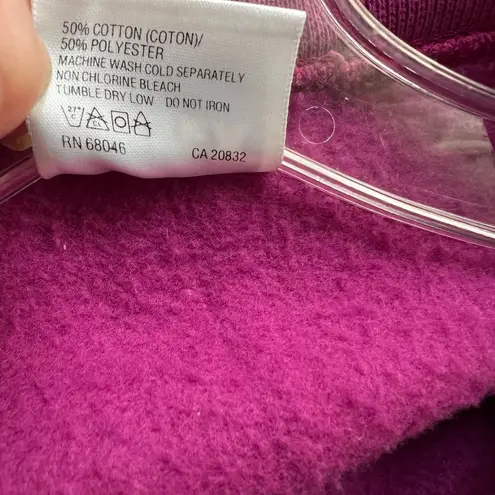 50% COTTON (COTON)/
50% POLYESTER
MACHINE WASH COLD SEPARATELY
NON CHLORINE BLEACH
TUMBLE DRY LOW DO NOT IRON
RN 68046 CA 20832